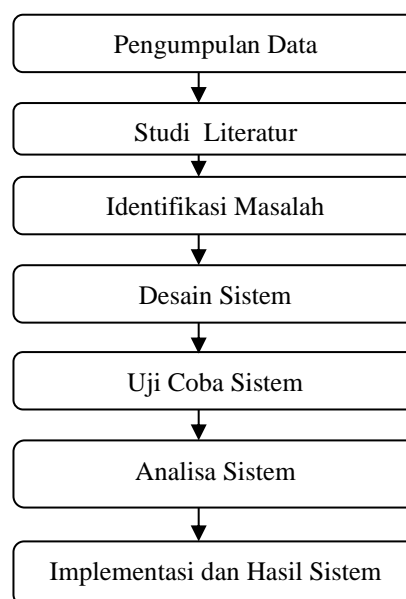 Pengumpulan Data
Studi Literatur
Identifikasi Masalah
Desain Sistem
Uji Coba Sistem
Analisa Sistem
Implementasi dan Hasil Sistem